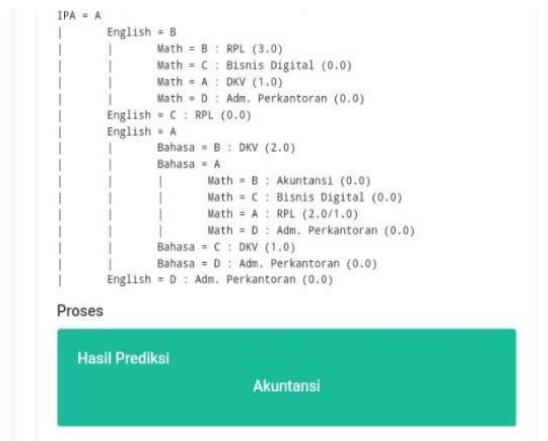 IPA = A
| English = B
| | Math = B : RPL (3.0)
| | Math = C : Bisnis Digital (0.0)
| | Math = A : DKV (1.0)
| | Math = D : Adm. Perkantoran (0.0)
| English = C : RPL (0.0)
| English = A
| | Bahasa = B : DKV (2.0)
| | Bahasa = A
| | | Math = B : Akuntansi (0.0)
| | | Math = C : Bisnis Digital (0.0)
| | | Math = A : RPL (2.0/1.0)
| | | Math = D : Adm. Perkantoran (0.0)
| | Bahasa = C : DKV (1.0)
| | Bahasa = D : Adm. Perkantoran (0.0)
| English = D : Adm. Perkantoran (0.0)
Proses
Hasil Prediksi
Akuntansi